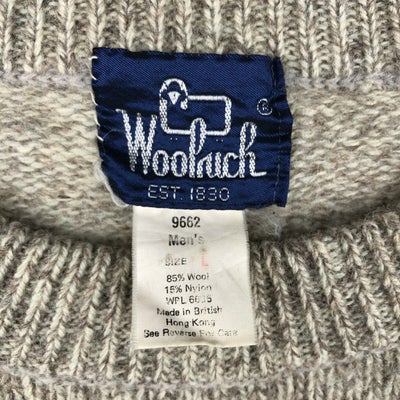 ®
Woolrich
EST. 1830
9662
Men's
SIZE L
85% Wool
15% Nylon
WPL 6635
Made in British
Hong Kong
See Reverse For Care